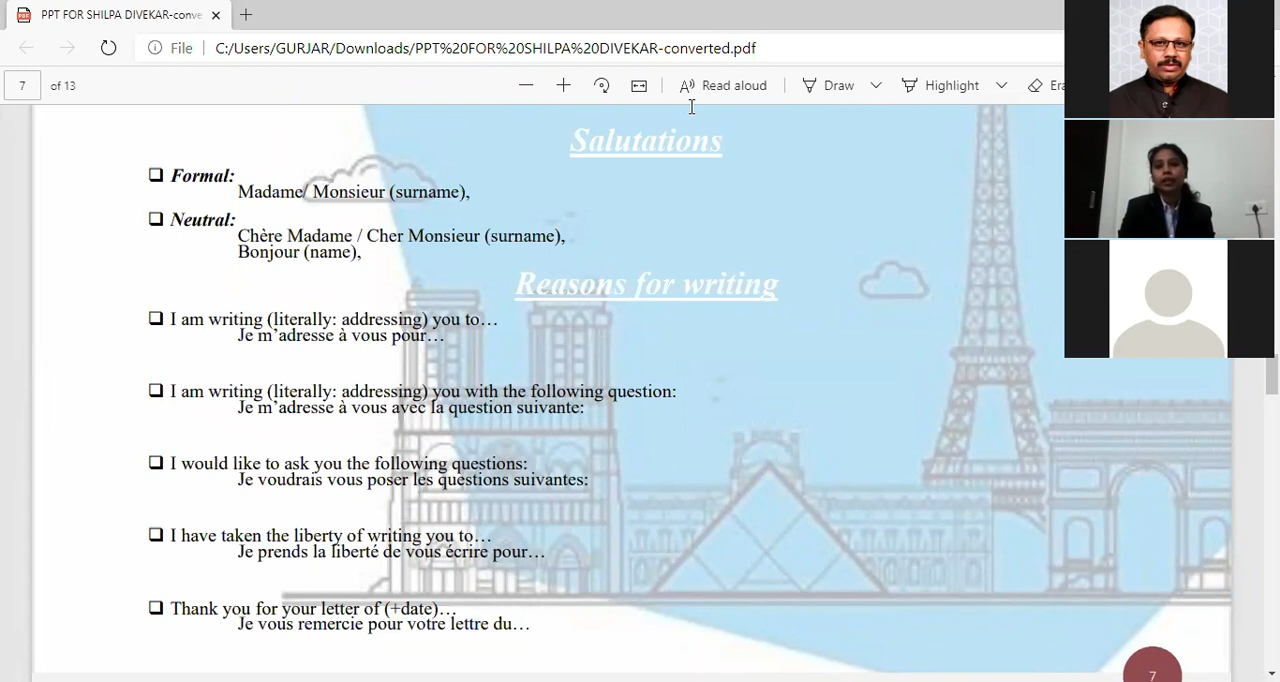 PPT FOR SHILPA DIVEKAR-conve
File C:/Users/GURJAR/Downloads/PPT%20FOR%20SHILPA%20DIVEKAR-converted.pdf
7 of 13 Read aloud Draw Highlight Era
Salutations
Formal:
Madame/ Monsieur (surname),
Neutral:
Chère Madame / Cher Monsieur (surname),
Bonjour (name),
Reasons for writing
I am writing (literally: addressing) you to…
Je m’adresse à vous pour…
I am writing (literally: addressing) you with the following question:
Je m’adresse à vous avec la question suivante:
I would like to ask you the following questions:
Je voudrais vous poser les questions suivantes:
I have taken the liberty of writing you to…
Je prends la liberté de vous écrire pour…
Thank you for your letter of (+date)…
Je vous remercie pour votre lettre du…
7